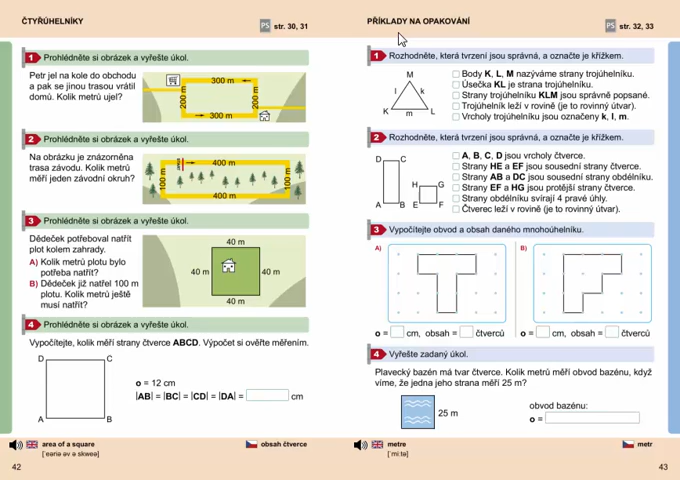 ČTYŘÚHELNÍKY
PS str. 30, 31
1 Prohlédněte si obrázek a vyřešte úkol.
Petr jel na kole do obchodu
a pak se jinou trasou vrátil
domů. Kolik metrů ujel?
300 m
200 m
200 m
300 m
2 Prohlédněte si obrázek a vyřešte úkol.
Na obrázku je znázorněna
trasa závodu. Kolik metrů
měří jeden závodní okruh?
START
400 m
100 m
100 m
400 m
3 Prohlédněte si obrázek a vyřešte úkol.
Dědeček potřeboval natřít
plot kolem zahrady.
A) Kolik metrů plotu bylo
potřeba natřít?
B) Dědeček již natřel 100 m
plotu. Kolik metrů ještě
musí natřít?
40 m
40 m
40 m
40 m
4 Prohlédněte si obrázek a vyřešte úkol.
Vypočítejte, kolik měří strany čtverce ABCD. Výpočet si ověřte měřením.
D C
A B
o = 12 cm
|AB| = |BC| = |CD| = |DA| = cm
area of a square
[ˈeəriə əv ə skweə]
obsah čtverce
42
PŘÍKLADY NA OPAKOVÁNÍ
PS str. 32, 33
1 Rozhodněte, která tvrzení jsou správná, a označte je křížkem.
M
l k
K m L
Body K, L, M nazýváme strany trojúhelníku.
Úsečka KL je strana trojúhelníku.
Strany trojúhelníku KLM jsou správně popsané.
Trojúhelník leží v rovině (je to rovinný útvar).
Vrcholy trojúhelníku jsou označeny k, l, m.
2 Rozhodněte, která tvrzení jsou správná, a označte je křížkem.
D C
H G
A B E F
A, B, C, D jsou vrcholy čtverce.
Strany HE a EF jsou sousední strany čtverce.
Strany AB a DC jsou sousední strany obdélníku.
Strany EF a HG jsou protější strany čtverce.
Strany obdélníku svírají 4 pravé úhly.
Čtverec leží v rovině (je to rovinný útvar).
3 Vypočítejte obvod a obsah daného mnohoúhelníku.
A)
B)
o = cm, obsah = čtverců
o = cm, obsah = čtverců
4 Vyřešte zadaný úkol.
Plavecký bazén má tvar čtverce. Kolik metrů měří obvod bazénu, když
víme, že jedna jeho strana měří 25 m?
25 m
obvod bazénu:
o =
metre
[ˈmiːtə]
metr
43